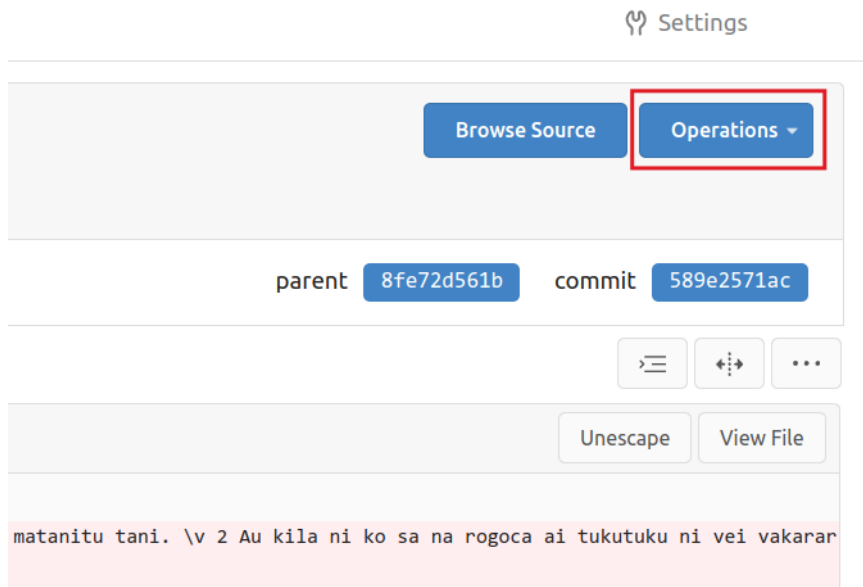 Settings
Browse Source Operations
parent 8fe72d561b commit 589e2571ac
Unescape View File
matanitu tani. \v 2 Au kila ni ko sa na rogoca ai tukutuku ni vei vakarar